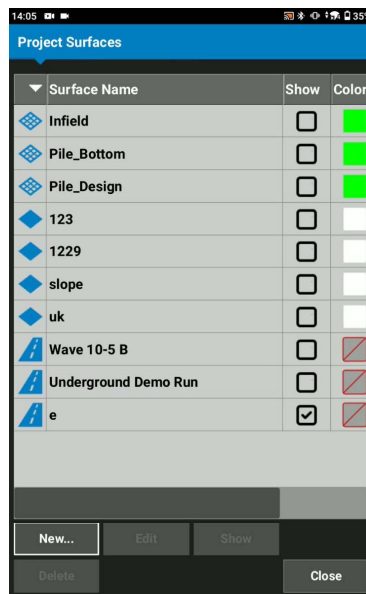 14:05 35%
Project Surfaces
Surface Name Show Color
Infield
Pile_Bottom
Pile_Design
123
1229
slope
uk
Wave 10-5 B
Underground Demo Run
e
New... Edit Show
Delete Close